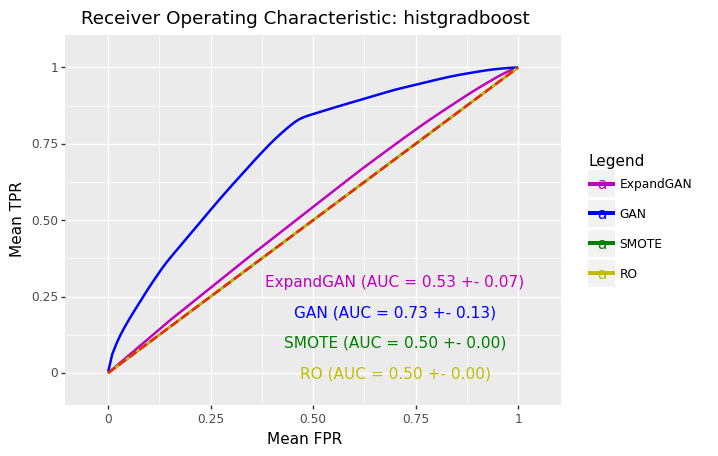 Receiver Operating Characteristic: histgradboost
Mean TPR
1
0.75
0.50
0.25
0
ExpandGAN (AUC = 0.53 +- 0.07)
GAN (AUC = 0.73 +- 0.13)
SMOTE (AUC = 0.50 +- 0.00)
RO (AUC = 0.50 +- 0.00)
0
0.25
0.50
0.75
1
Mean FPR
Legend
a ExpandGAN
a GAN
a SMOTE
a RO